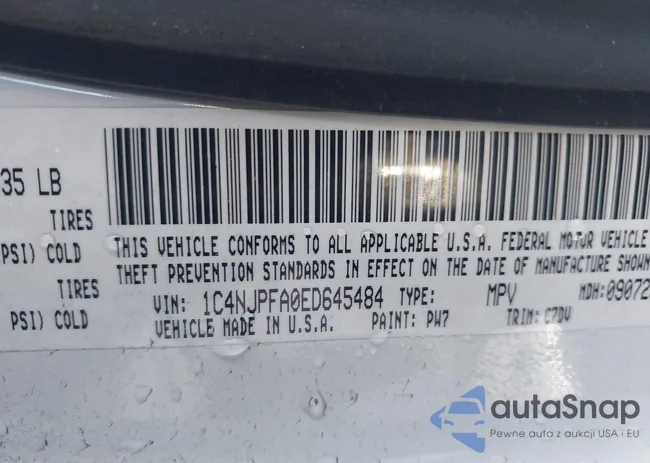 35 LB
TIRES
PSI) COLD
TIRES
PSI) COLD
THIS VEHICLE CONFORMS TO ALL APPLICABLE U.S.A. FEDERAL MOTOR VEHICLE
THEFT PREVENTION STANDARDS IN EFFECT ON THE DATE OF MANUFACTURE SHOWN
VIN: 1C4NJPFA0ED645484 TYPE: MPV MDH: 09072
VEHICLE MADE IN U.S.A. PAINT: PW7 TRIM: C7DV
autaSnap
Pewne auta z aukcji USA i EU